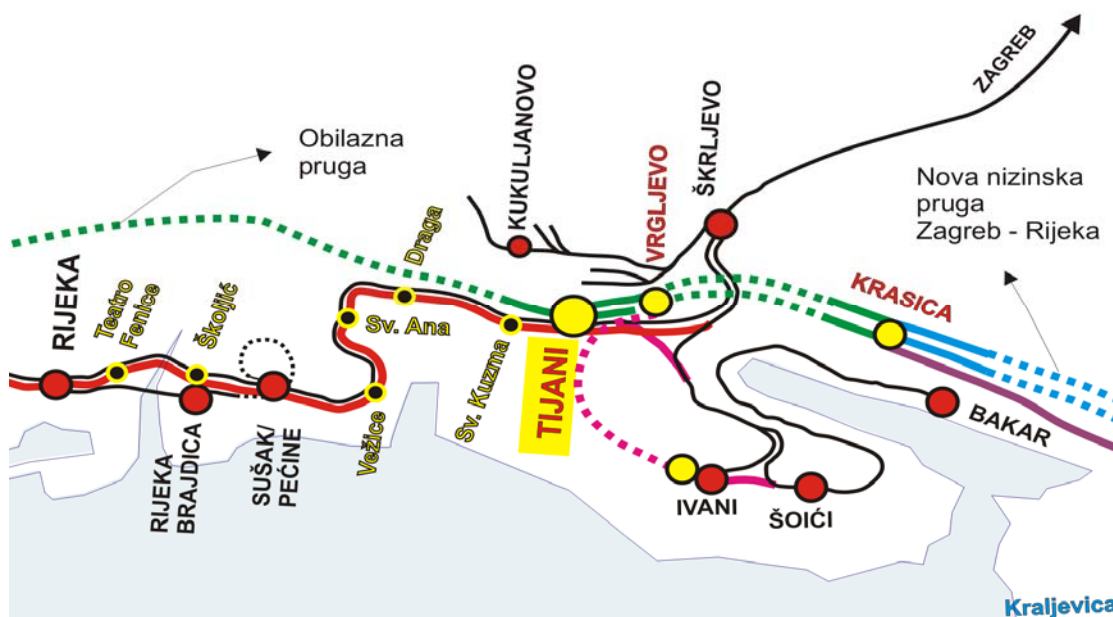 ZAGREB
Obilazna
pruga
KUKULJANOVO
VRGLJEVO
ŠKRLJEVO
Nova nizinska
pruga
Zagreb - Rijeka
RIJEKA
Teatro
Fenice
Školjić
Draga
Sv. Ana
KRASICA
Sv. Kuzma
TIJANI
Vežice
RIJEKA
BRAJDICA
SUŠAK/
PEĆINE
BAKAR
IVANI
ŠOIĆI
Kraljevica